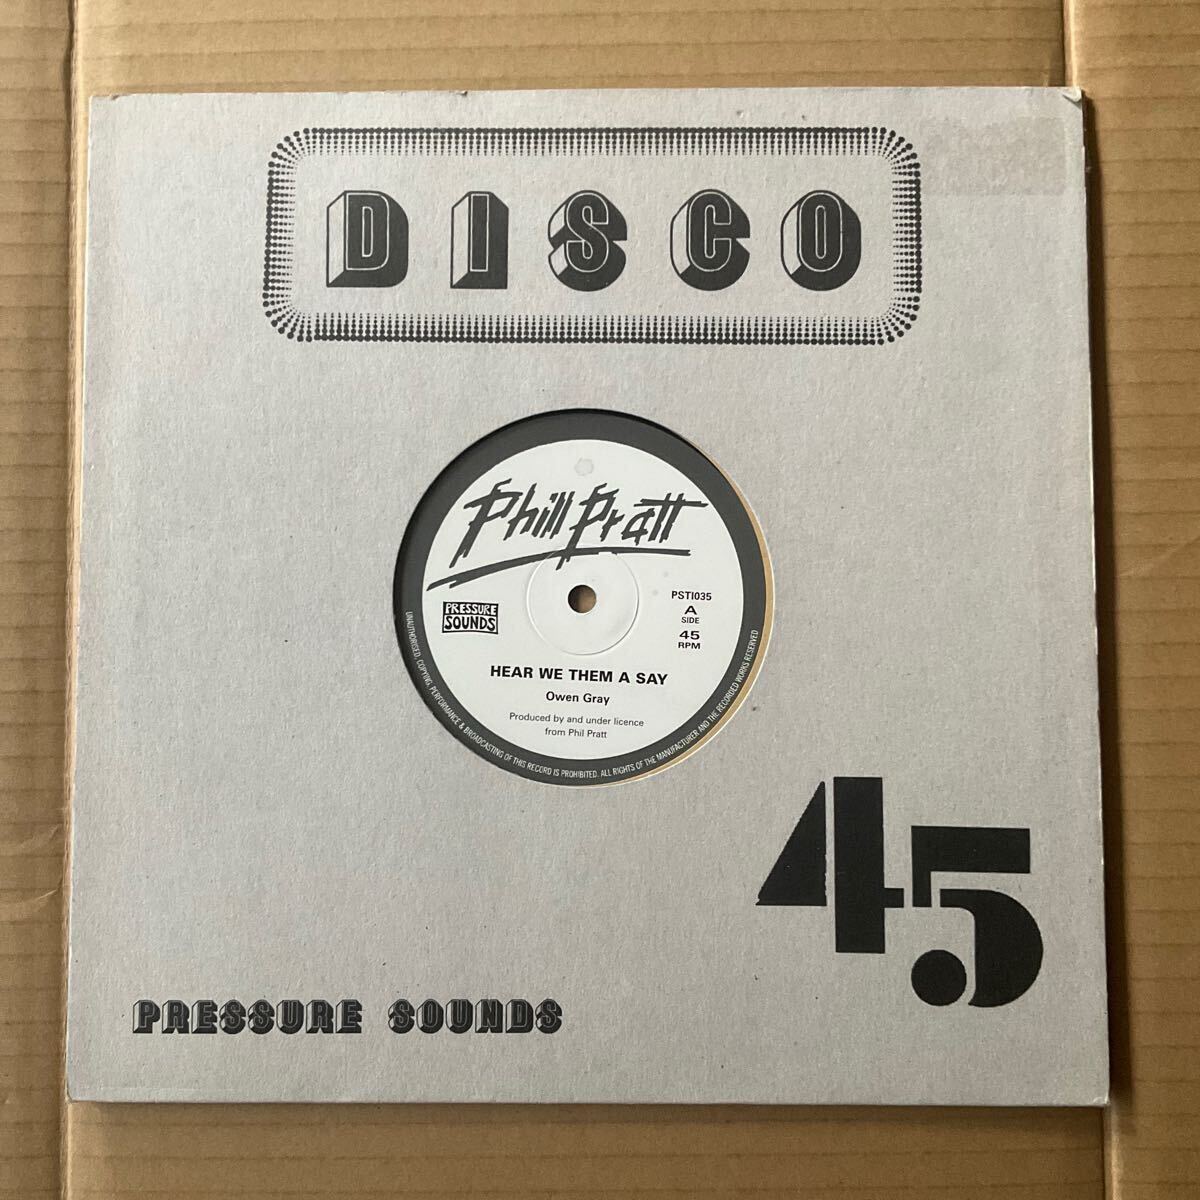 DISCO
Phill Pratt
PRESSURE
SOUNDS
PSTI035
A
SIDE
45
RPM
HEAR WE THEM A SAY
Owen Gray
Produced by and under licence
from Phil Pratt
UNAUTHORISED, COPYING, PERFORMANCE & BROADCASTING OF THIS RECORD IS PROHIBITED. ALL RIGHTS OF THE MANUFACTURER AND THE RECORDED WORKS RESERVED
45
PRESSURE SOUNDS